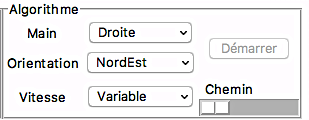 Algorithme
Main Droite
Démarrer
Orientation NordEst
Chemin
Vitesse Variable